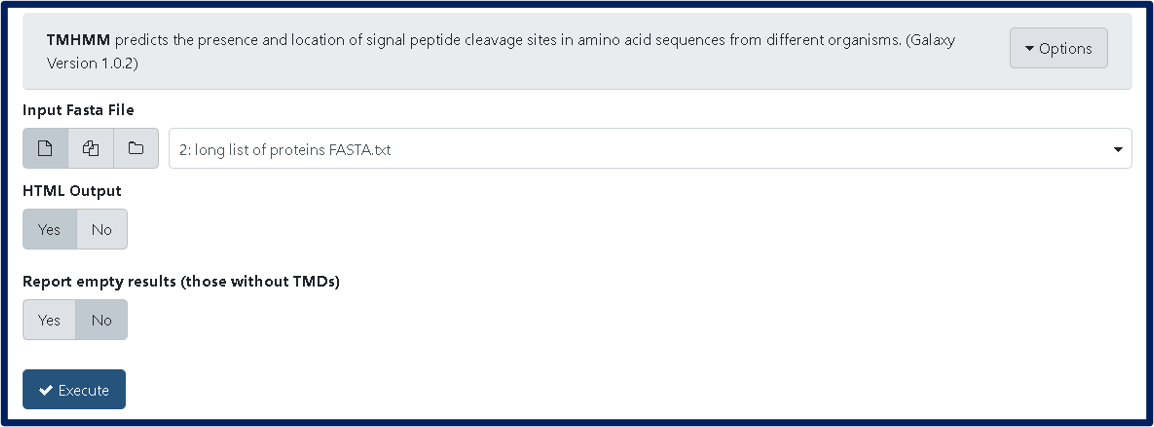 TMHMM predicts the presence and location of signal peptide cleavage sites in amino acid sequences from different organisms. (Galaxy
Version 1.0.2)
Options
Input Fasta File
2: long list of proteins FASTA.txt
HTML Output
Yes No
Report empty results (those without TMDs)
Yes No
Execute